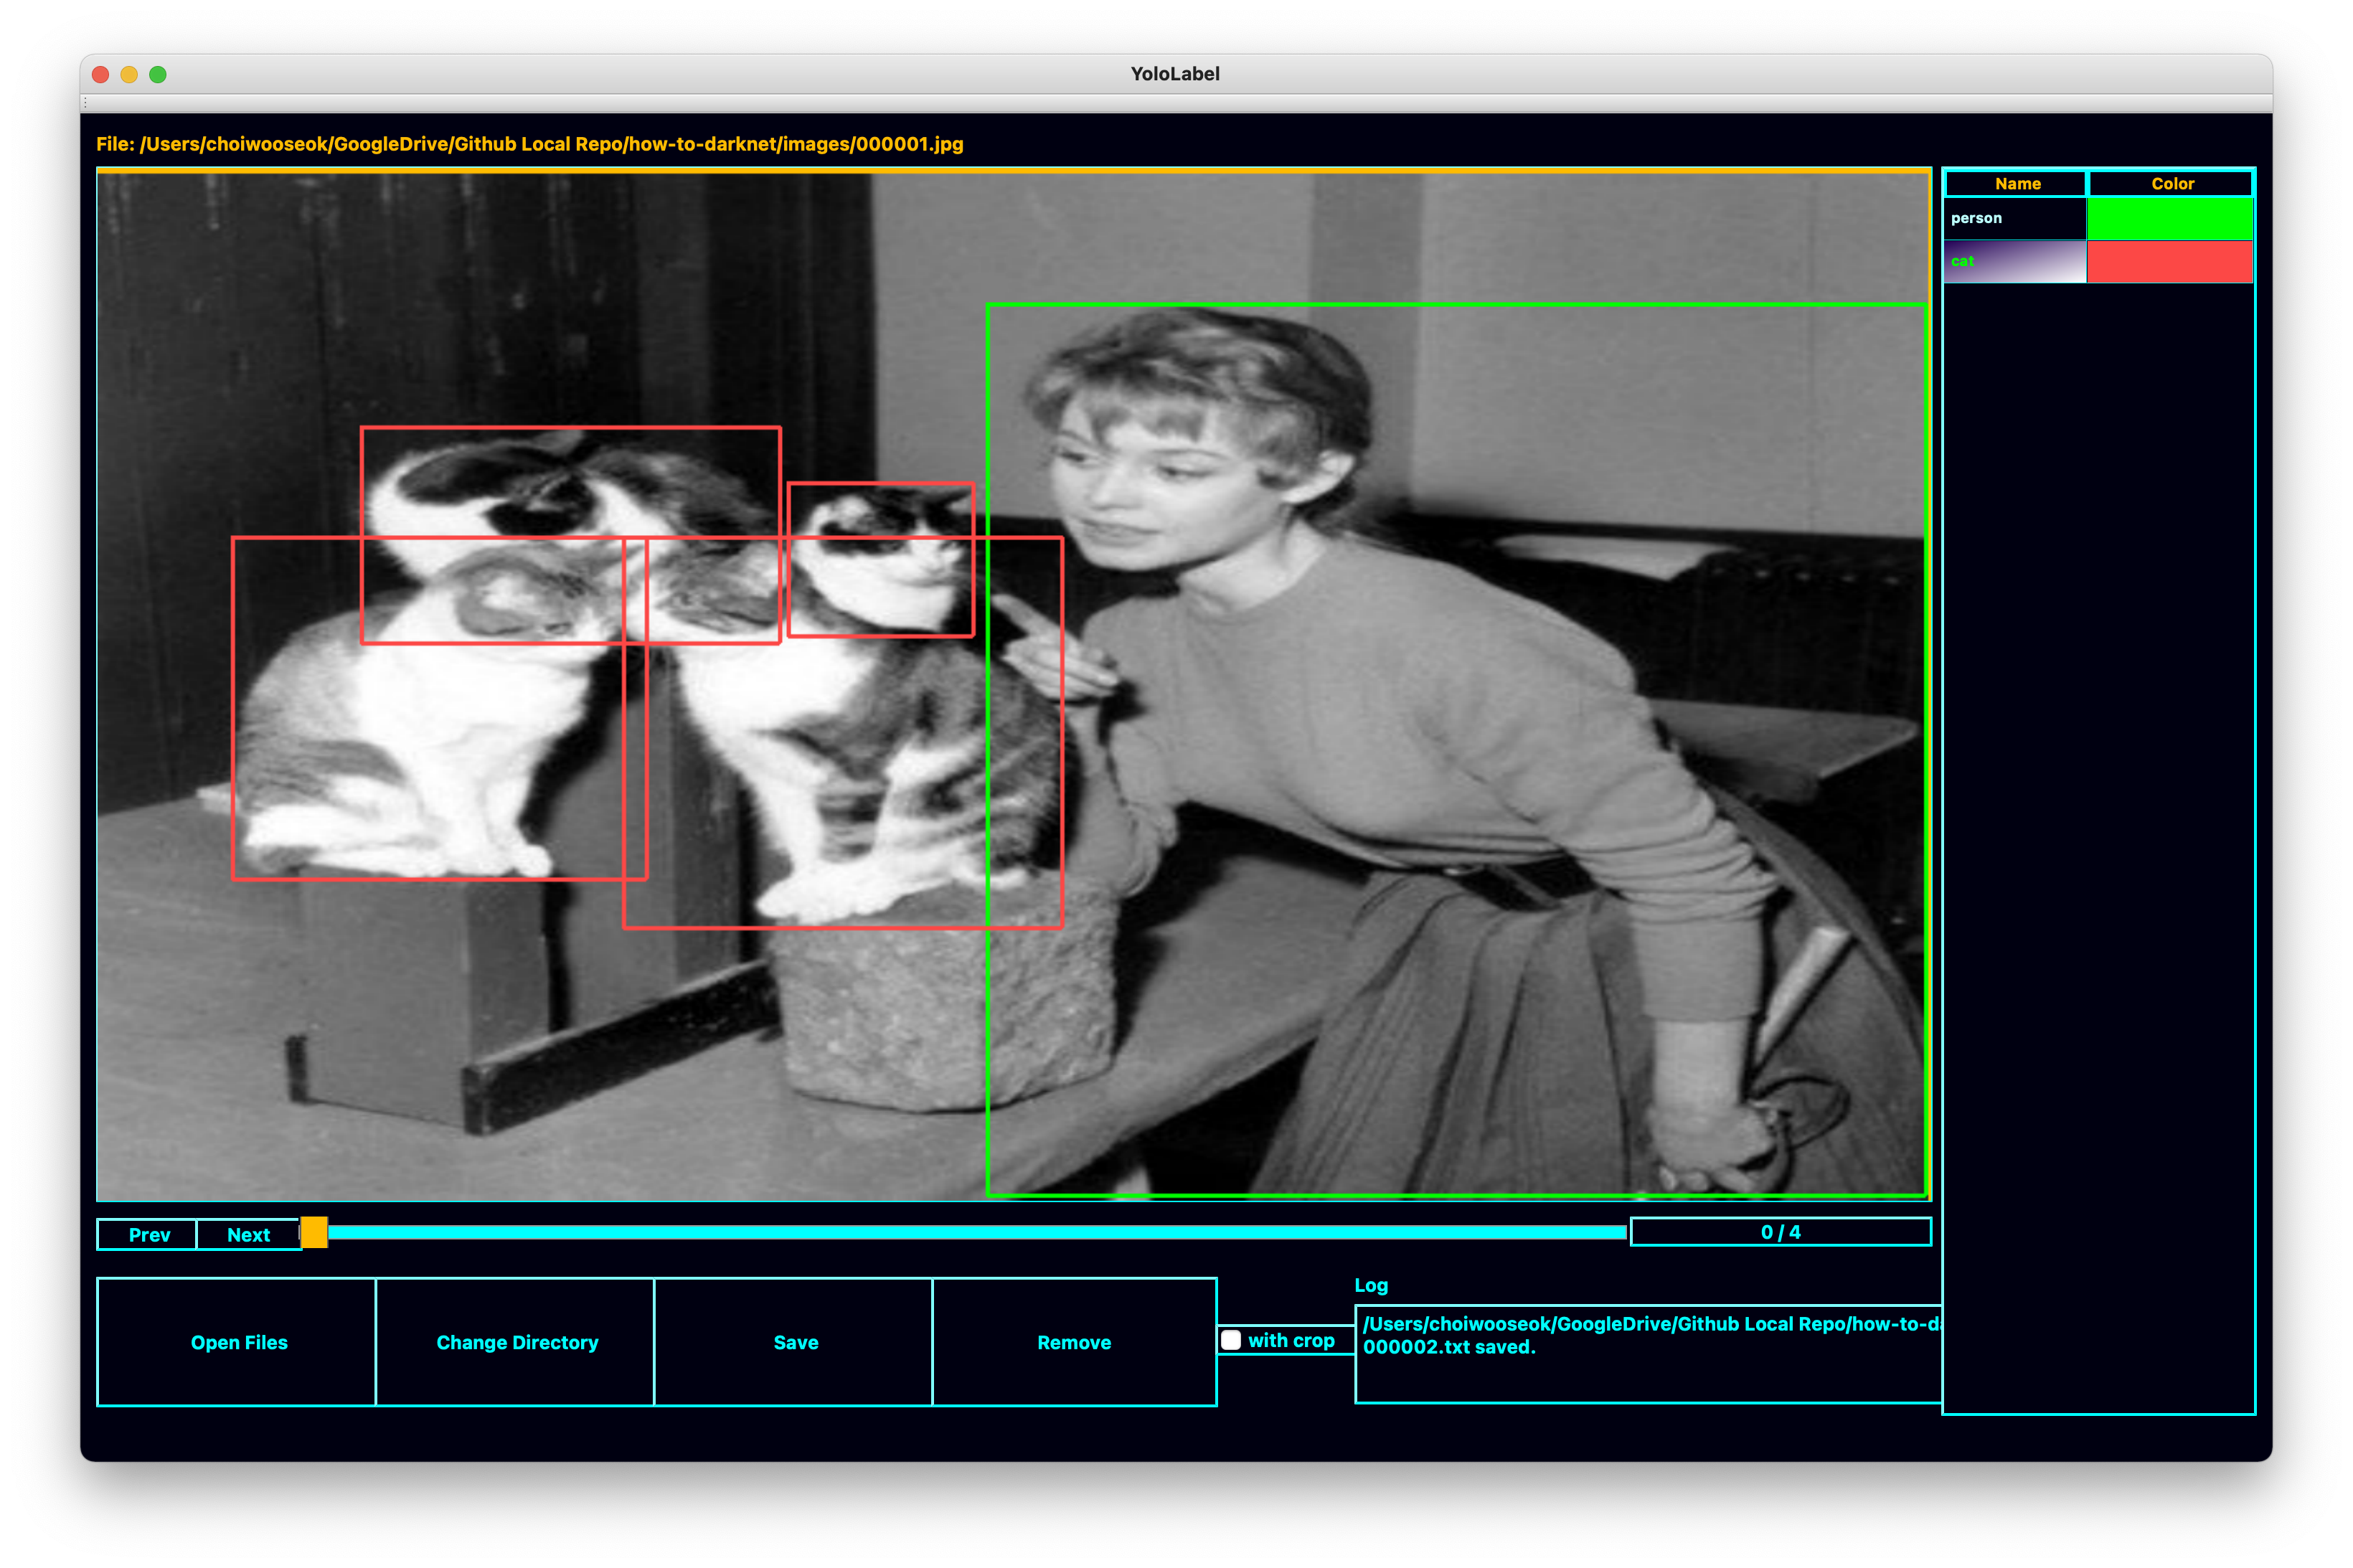 YoloLabel
File: /Users/choiwooseok/GoogleDrive/Github Local Repo/how-to-darknet/images/000001.jpg
Name Color
person
cat
Prev Next 0 / 4
Open Files Change Directory Save Remove with crop
Log
/Users/choiwooseok/GoogleDrive/Github Local Repo/how-to-d
000002.txt saved.